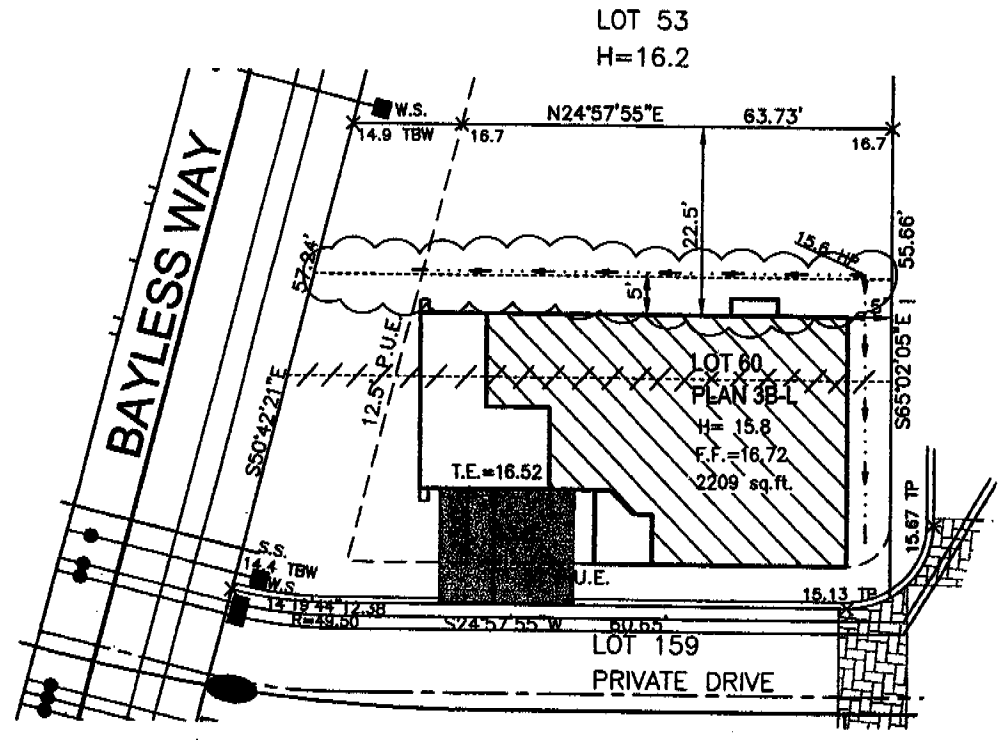 LOT 53
H=16.2
W.S.
N24°57'55"E 63.73'
14.9 TBW
16.7
16.7
BAYLESS WAY
22.5'
15.6 HP
55.66'
57.94'
5'
S
12.5' P.U.E.
LOT 60
PLAN 3B-L
S50°42'21"E
S65°02'05"E
H= 15.8
F.F.=16.72
T.E.=16.52
2209 sq.ft.
15.67 TP
S.S.
14.4 TBW
W.S.
U.E.
15.13 TP
14°19'44" 12.38
R=49.50
S24°57'55"W 60.65'
LOT 159
PRIVATE DRIVE